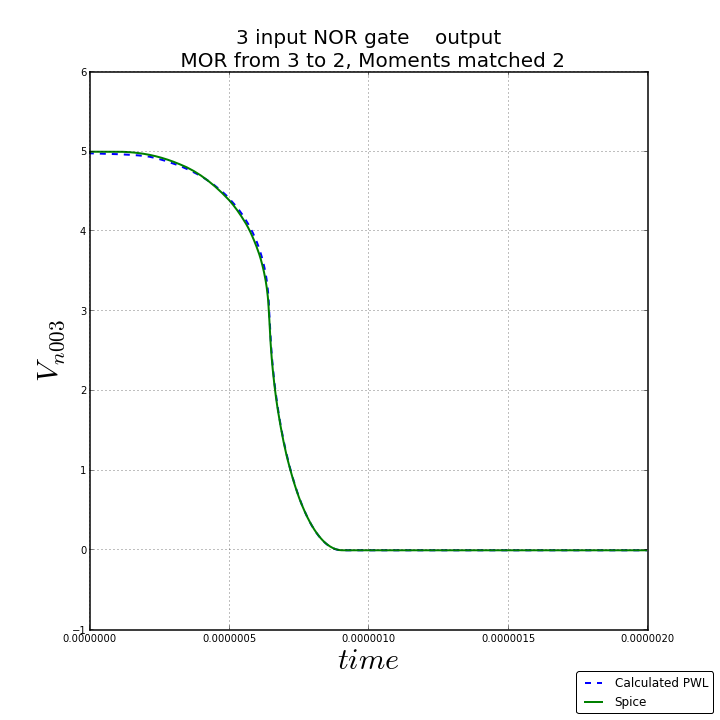 3 input NOR gate output
MOR from 3 to 2, Moments matched 2
6
5
4
3
2
1
0
−1
V_n003
0.0000000 0.0000005 0.0000010 0.0000015 0.0000020
time
Calculated PWL
Spice